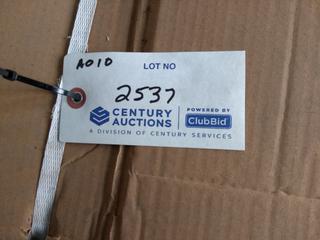 A010
LOT NO
2537
CENTURY AUCTIONS
POWERED BY
ClubBid
A DIVISION OF CENTURY SERVICES